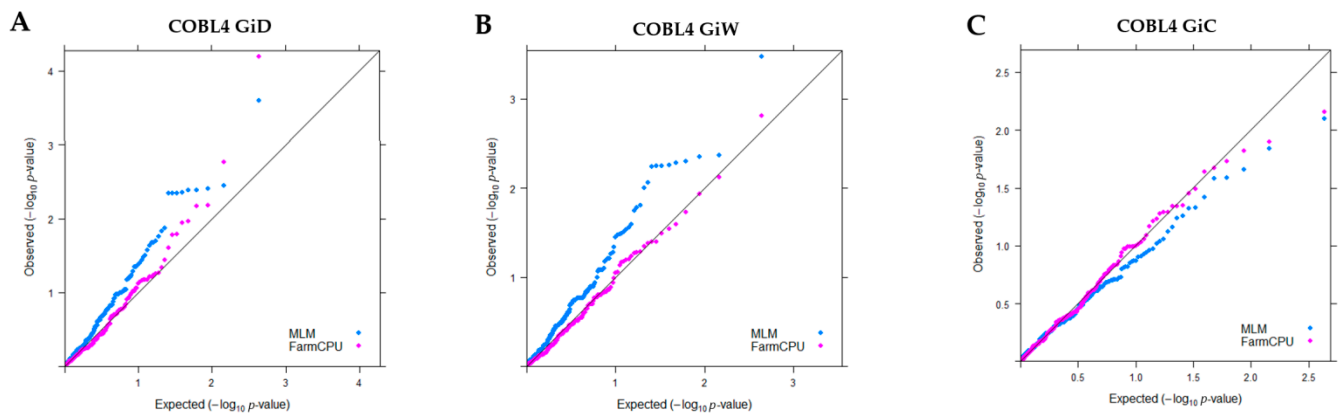 A
COBL4 GiD
4
3
2
1
Observed (−log10 p-value)
MLM
FarmCPU
1
2
3
4
Expected (−log10 p-value)
B
COBL4 GiW
3
2
1
Observed (−log10 p-value)
MLM
FarmCPU
1
2
3
Expected (−log10 p-value)
C
COBL4 GiC
2.5
2.0
1.5
1.0
0.5
Observed (−log10 p-value)
MLM
FarmCPU
0.5
1.0
1.5
2.0
2.5
Expected (−log10 p-value)